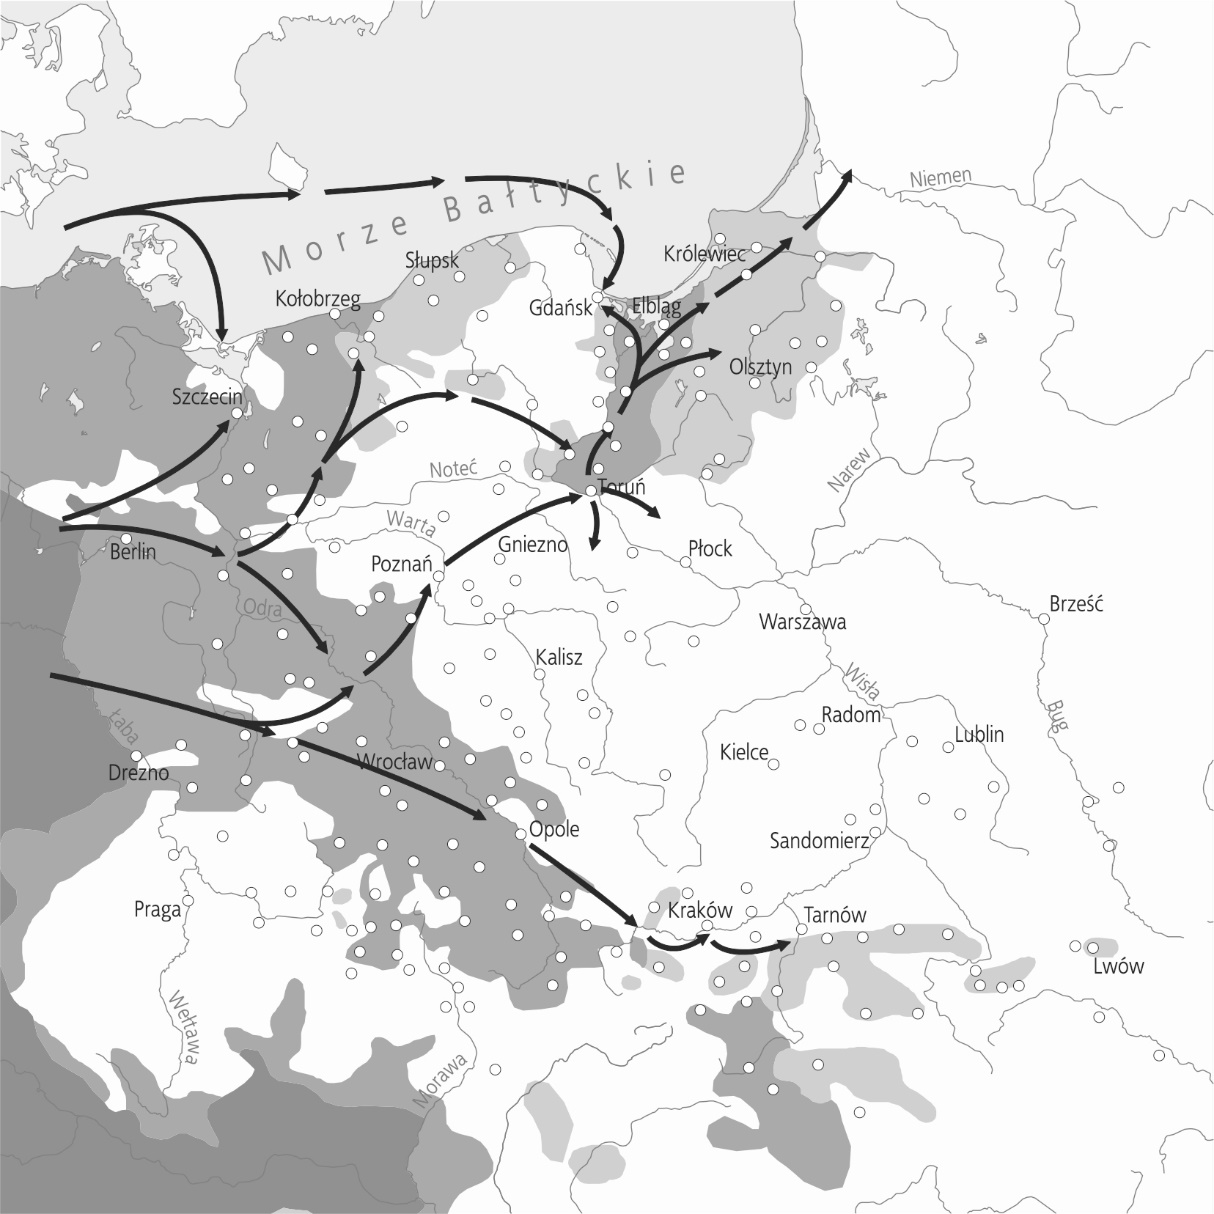 Niemen
Morze Bałtyckie
Słupsk
Królewiec
Kołobrzeg
Gdańsk
Elbląg
Olsztyn
Szczecin
Noteć
Narew
Toruń
Warta
Berlin
Gniezno
Płock
Poznań
Odra
Brześć
Warszawa
Kalisz
Wisła
Łaba
Radom
Bug
Lublin
Kielce
Wrocław
Drezno
Opole
Sandomierz
Praga
Kraków
Tarnów
Lwów
Wełtawa
Morawa